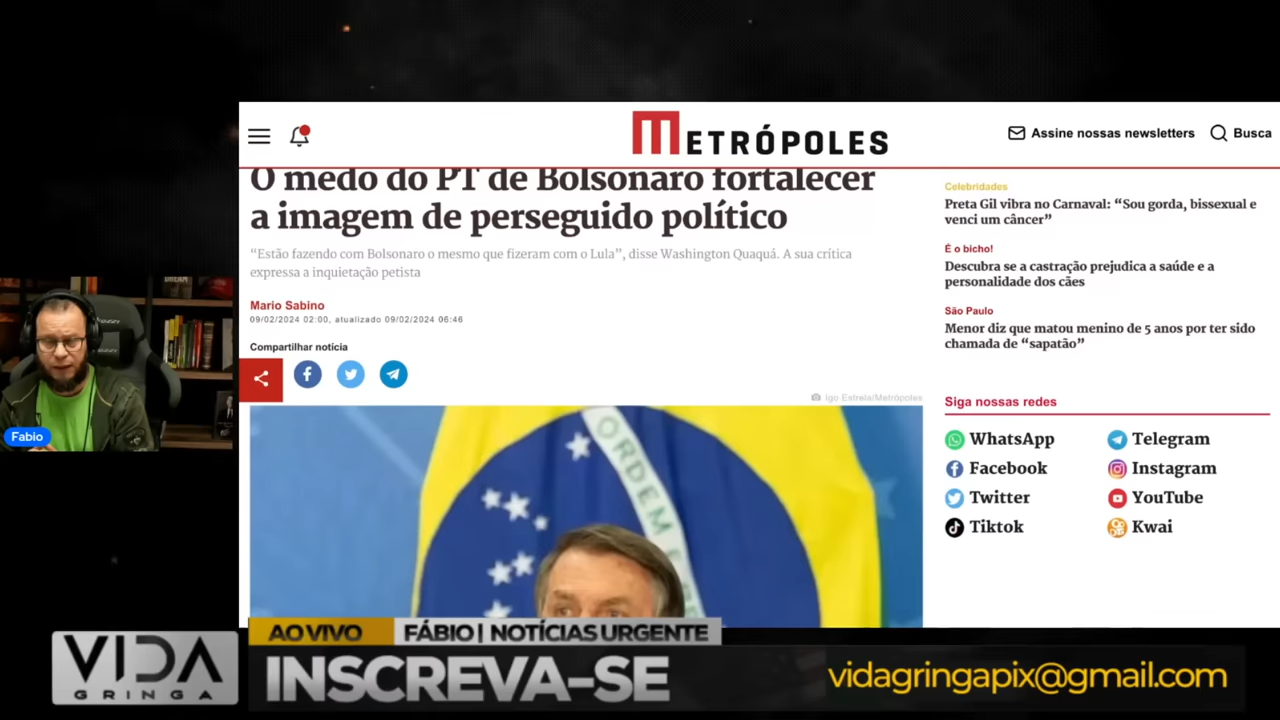 METRÓPOLES
Assine nossas newsletters
Busca
O medo do PT de Bolsonaro fortalecer
a imagem de perseguido político
“Estão fazendo com Bolsonaro o mesmo que fizeram com o Lula”, disse Washington Quaquá. A sua crítica
expressa a inquietação petista
Mario Sabino
09/02/2024 02:00, atualizado 09/02/2024 06:46
Compartilhar notícia
Igo Estrela/Metrópoles
ORDEM E
Celebridades
Preta Gil vibra no Carnaval: “Sou gorda, bissexual e
venci um câncer”
É o bicho!
Descubra se a castração prejudica a saúde e a
personalidade dos cães
São Paulo
Menor diz que matou menino de 5 anos por ter sido
chamada de “sapatão”
Siga nossas redes
WhatsApp
Telegram
Facebook
Instagram
Twitter
YouTube
Tiktok
Kwai
Fabio
VIDA
GRINGA
AO VIVO
FÁBIO | NOTÍCIAS URGENTE
INSCREVA-SE
vidagringapix@gmail.com